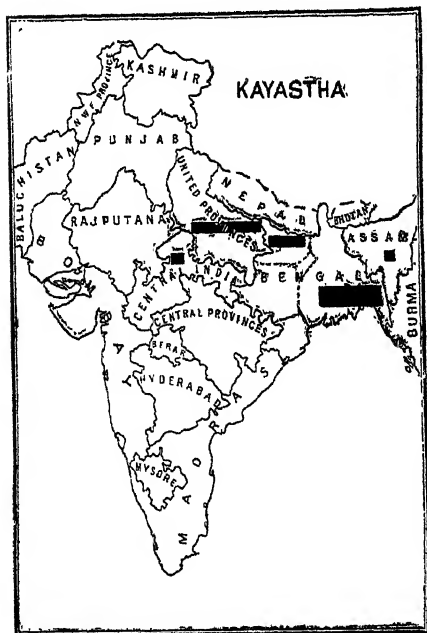 KAYASTHA
KASHMIR
N.W.F. PROVINCE
PUNJAB
BALUCHISTAN
UNITED PROVINCES
NEPAL
BHUTAN
RAJPUTANA
ASSAM
BOMBAY
CENTRAL INDIA
BENGAL
BURMA
CENTRAL PROVINCES
BERAR
HYDERABAD
MADRAS
MYSORE